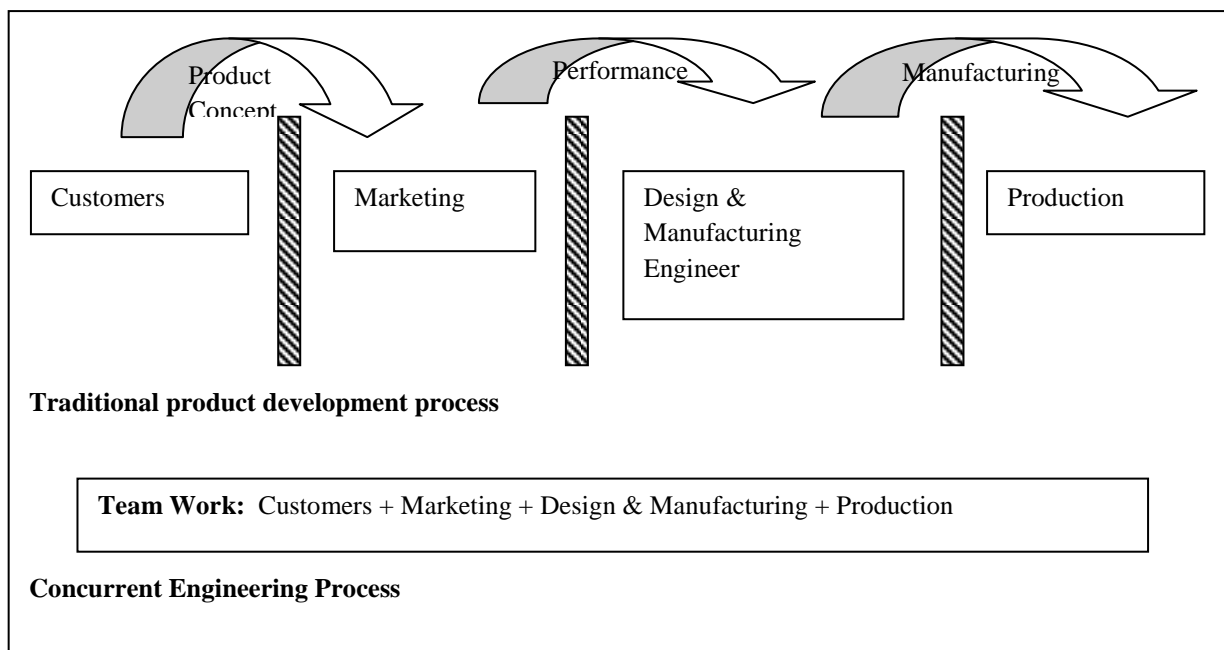 Product
Concept
Performance
Manufacturing
Customers
Marketing
Design &
Manufacturing
Engineer
Production
Traditional product development process
Team Work: Customers + Marketing + Design & Manufacturing + Production
Concurrent Engineering Process